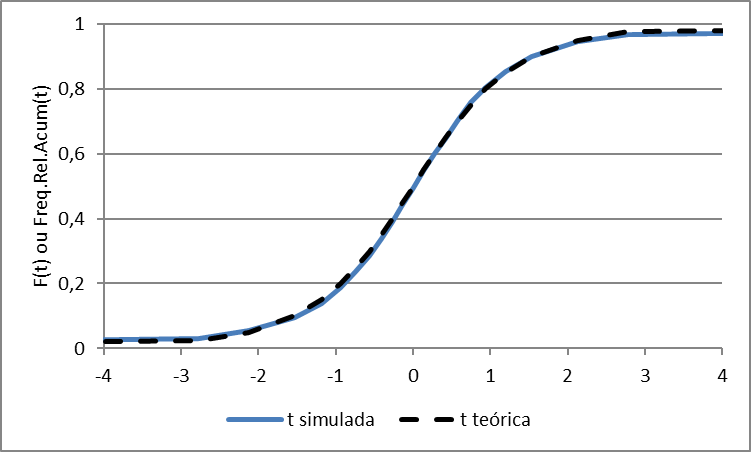 F(t) ou Freq.Rel.Acum(t)
1
0,8
0,6
0,4
0,2
0
-4 -3 -2 -1 0 1 2 3 4
t simulada t teórica